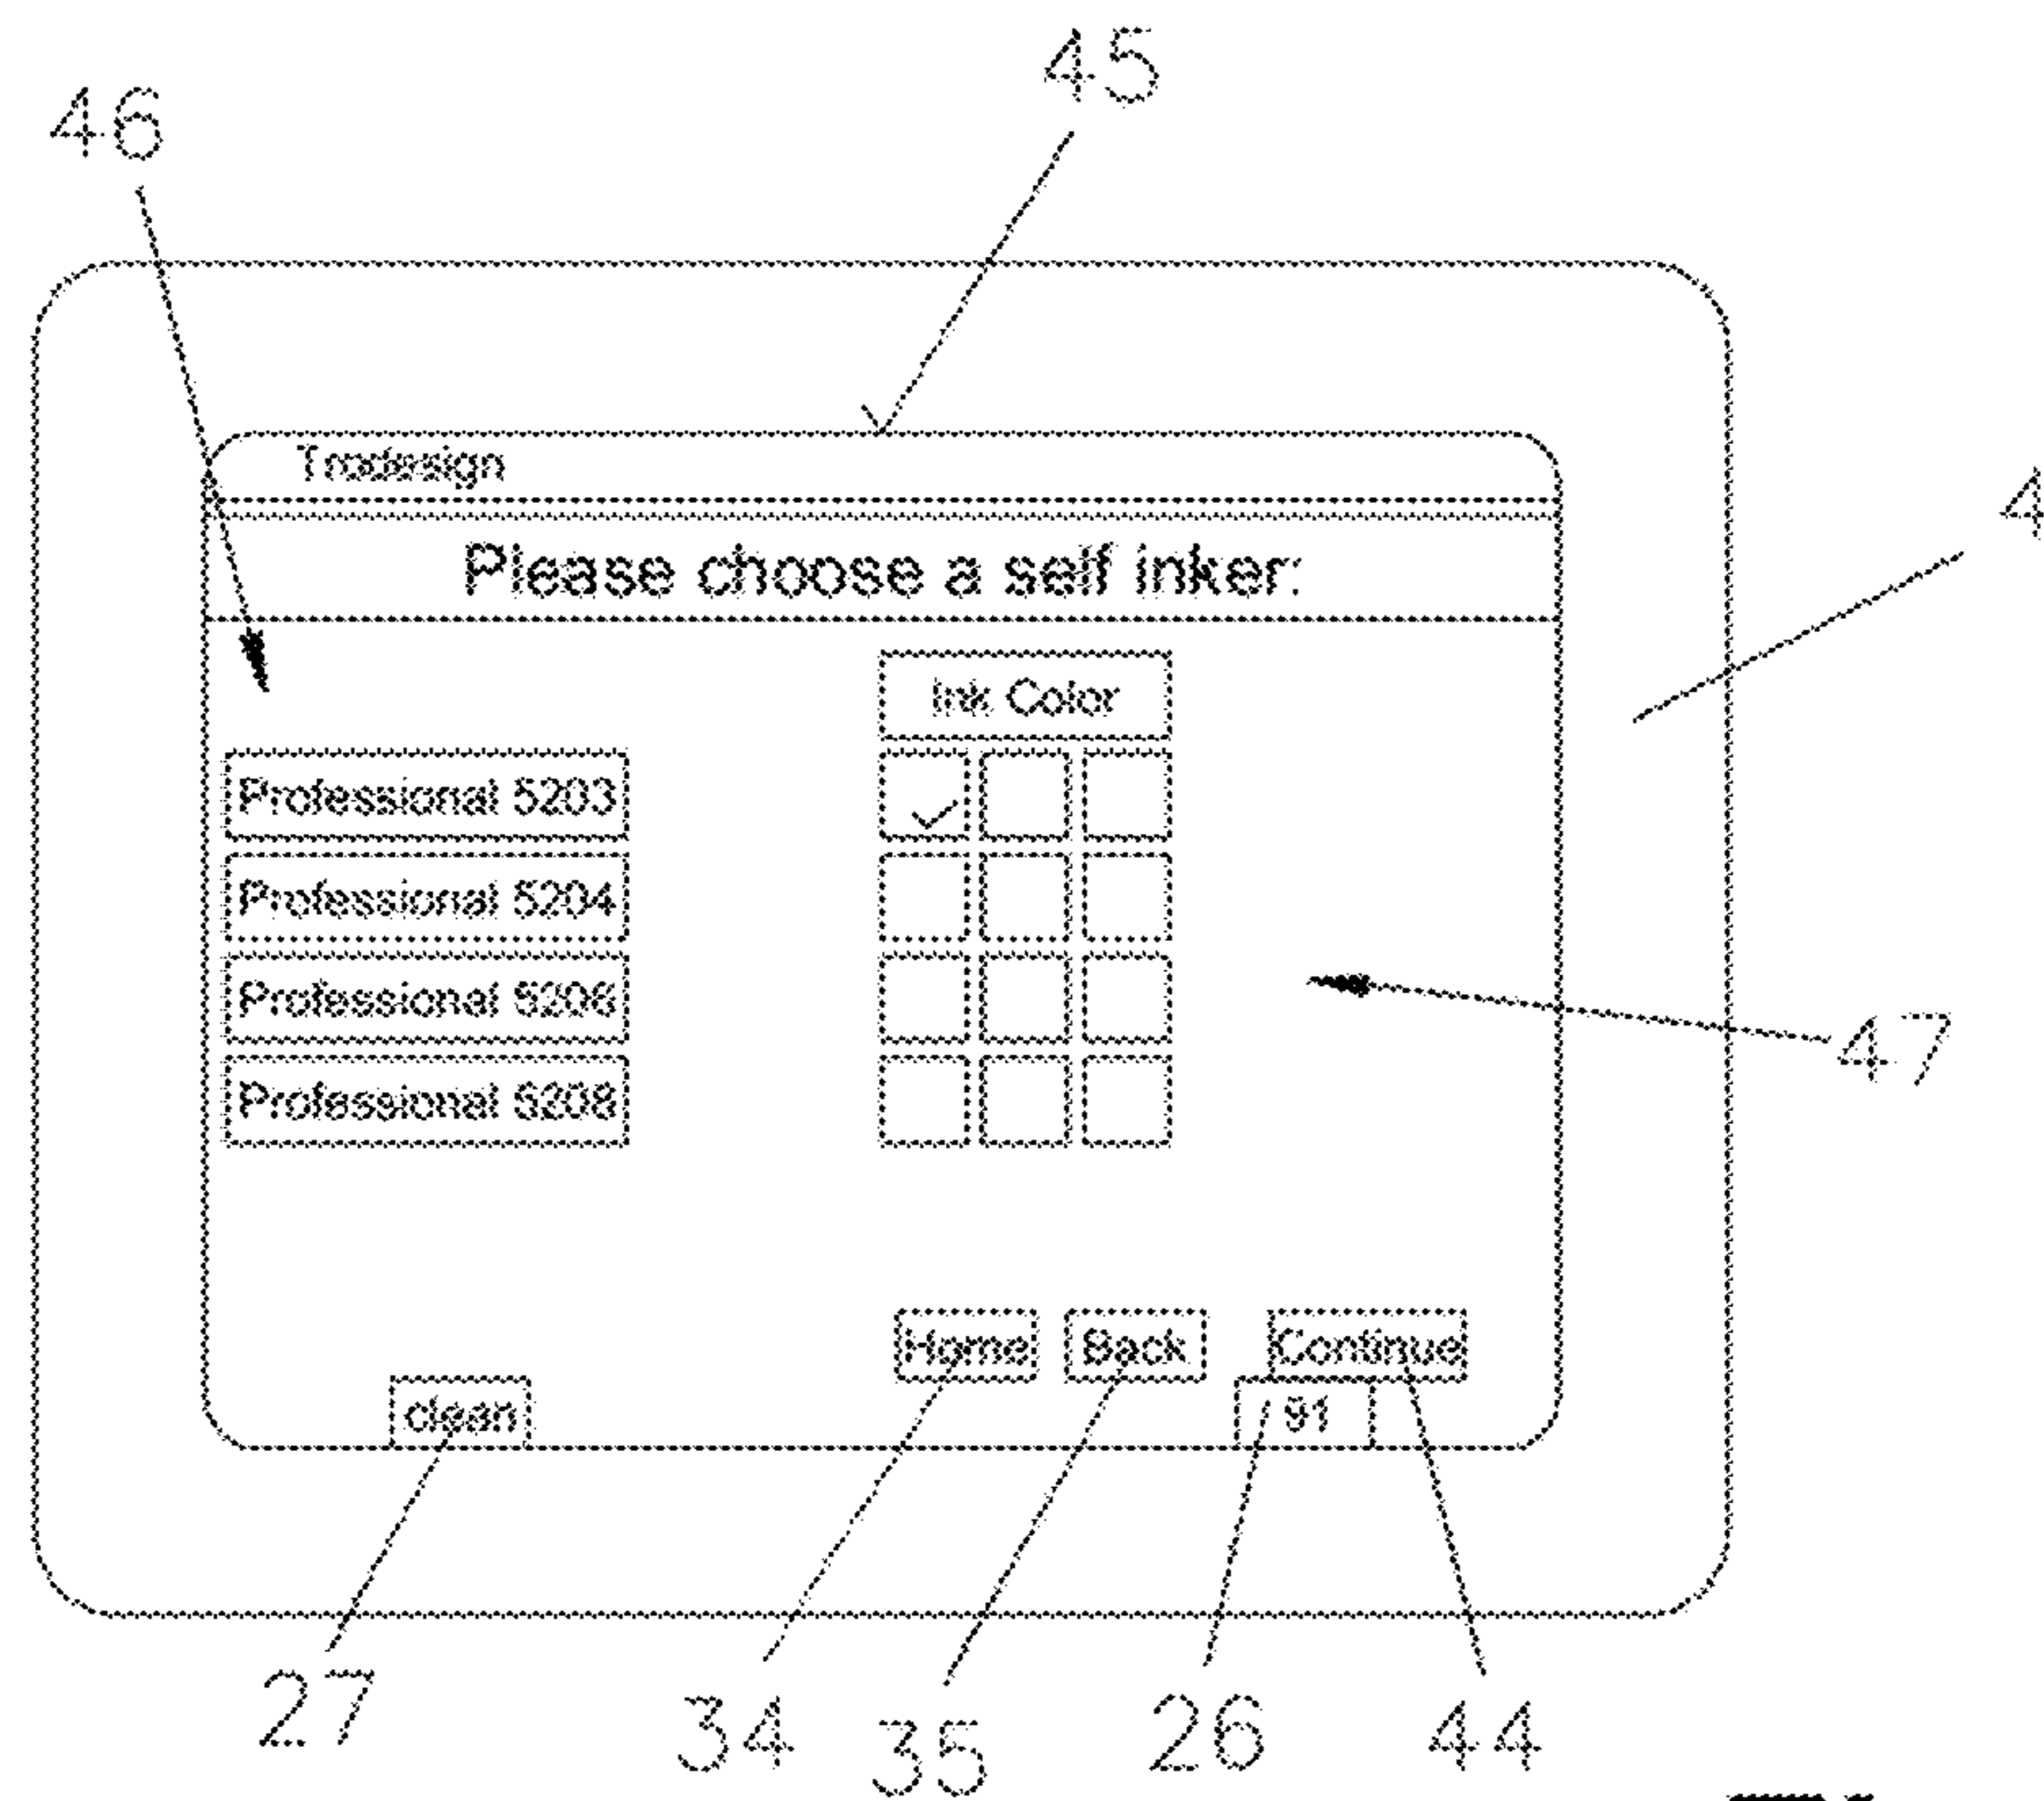 45
46
Trodesign
4
Please choose a self inker:
Ink Color
Professional 5203
Professional 5204
Professional 5206
47
Professional 5208
Home Back Continue
clean 91
27 34 35 26 44